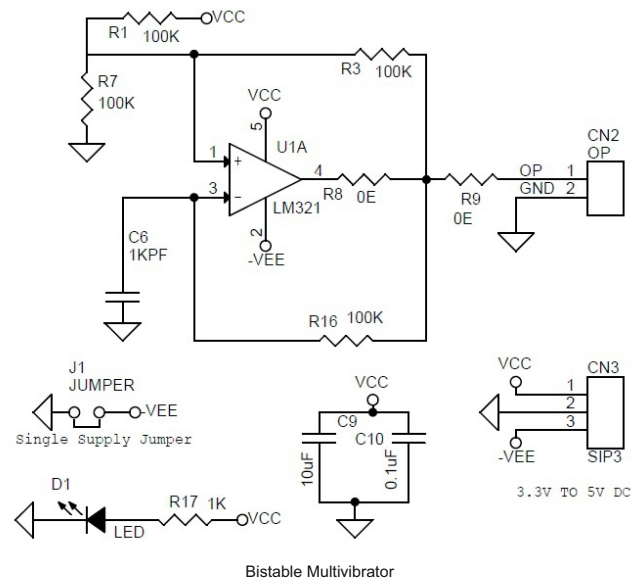 R1 100K VCC
R7 100K
R3 100K
VCC
5
U1A
1 +
4
3 -
LM321
2
-VEE
R8 0E
R9 0E
OP 1
GND 2
CN2
OP
C6
1KPF
R16 100K
J1
JUMPER
-VEE
Single Supply Jumper
VCC
C9
10uF
C10
0.1uF
VCC
CN3
1
2
3
-VEE
SIP3
3.3V TO 5V DC
D1
LED
R17 1K
VCC
Bistable Multivibrator